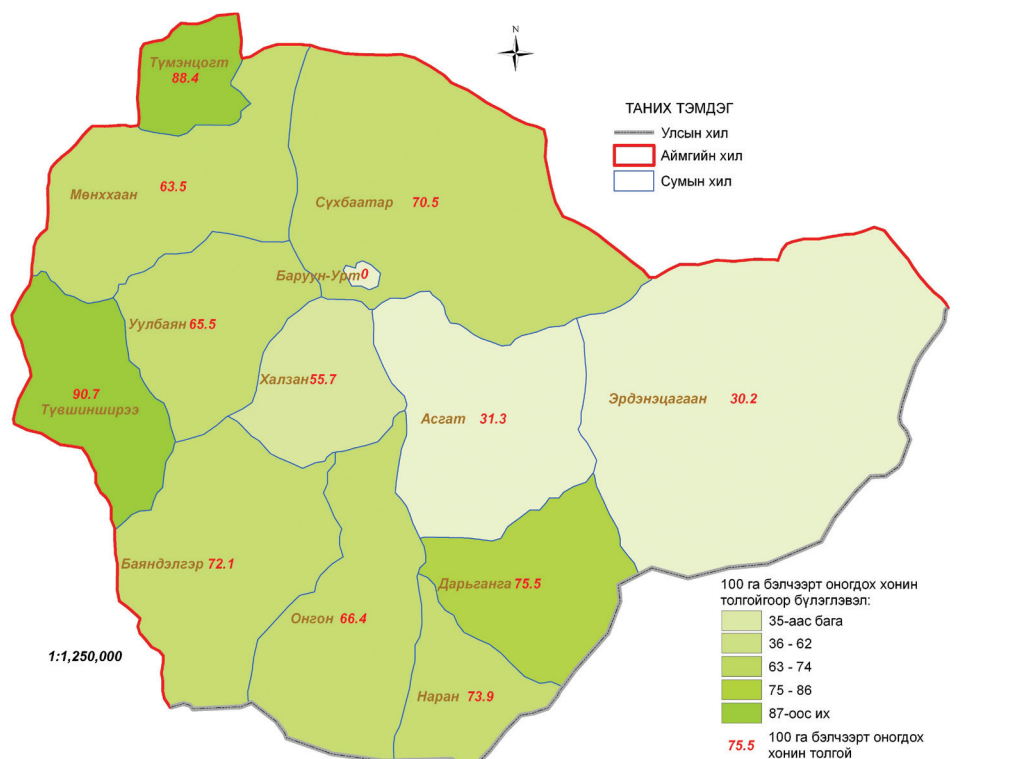 N
Түмэнцогт
88.4
ТАНИХ ТЭМДЭГ
Улсын хил
Аймгийн хил
Сумын хил
Мөнххаан 63.5
Сүхбаатар 70.5
Баруун-Урт 0
Уулбаян 65.5
Халзан 55.7
90.7
Түвшинширээ
Асгат 31.3
Эрдэнэцагаан 30.2
Баяндэлгэр 72.1
Дарьганга 75.5
Онгон 66.4
Наран 73.9
1:1,250,000
100 га бэлчээрт оногдох хонин
толгойгоор бүлэглэвэл:
35-аас бага
36 - 62
63 - 74
75 - 86
87-оос их
75.5 100 га бэлчээрт оногдох
хонин толгой